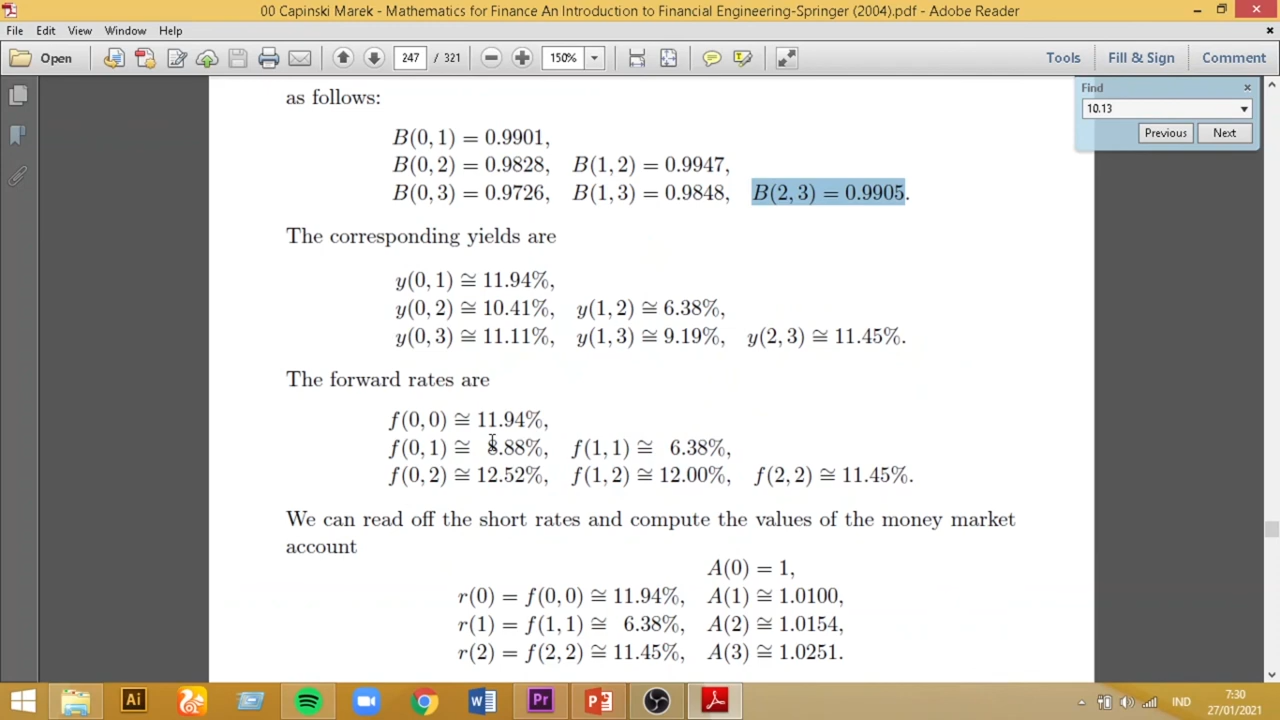 00 Capinski Marek - Mathematics for Finance An Introduction to Financial Engineering-Springer (2004).pdf - Adobe Reader
File Edit View Window Help
Open 247 / 321 150% Tools Fill & Sign Comment
Find
10.13
Previous Next
as follows:
B(0, 1) = 0.9901,
B(0, 2) = 0.9828, B(1, 2) = 0.9947,
B(0, 3) = 0.9726, B(1, 3) = 0.9848, B(2, 3) = 0.9905.
The corresponding yields are
y(0, 1) ≅ 11.94%,
y(0, 2) ≅ 10.41%, y(1, 2) ≅ 6.38%,
y(0, 3) ≅ 11.11%, y(1, 3) ≅ 9.19%, y(2, 3) ≅ 11.45%.
The forward rates are
f(0, 0) ≅ 11.94%,
f(0, 1) ≅ 8.88%, f(1, 1) ≅ 6.38%,
f(0, 2) ≅ 12.52%, f(1, 2) ≅ 12.00%, f(2, 2) ≅ 11.45%.
We can read off the short rates and compute the values of the money market
account
A(0) = 1,
r(0) = f(0, 0) ≅ 11.94%, A(1) ≅ 1.0100,
r(1) = f(1, 1) ≅ 6.38%, A(2) ≅ 1.0154,
r(2) = f(2, 2) ≅ 11.45%, A(3) ≅ 1.0251.
Ai Pr IND 7:30
27/01/2021